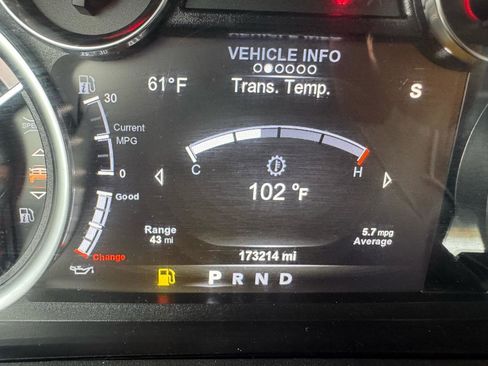 VEHICLE INFO
61°F
Trans. Temp.
S
30
Current
MPG
0
C
H
102 °F
Good
Range
43 mi
5.7 mpg
Average
Change
173214 mi
P R N D